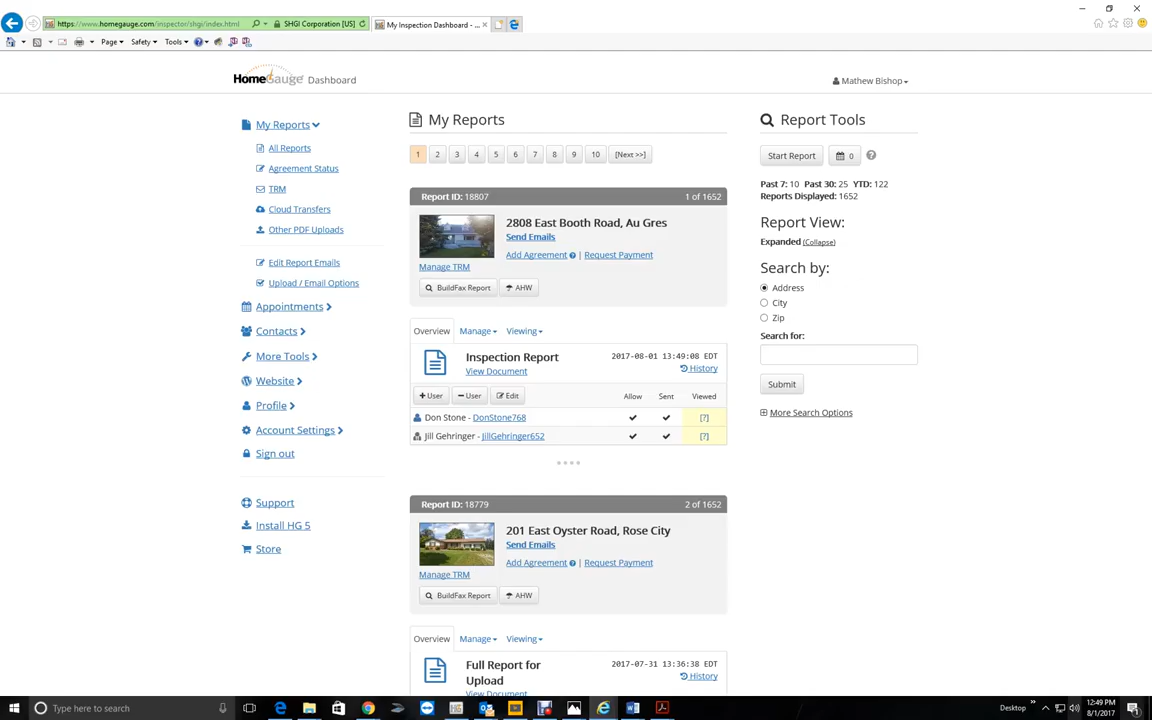 https://www.homegauge.com/inspector/shgi/index.html
SHGI Corporation [US]
My Inspection Dashboard - ...
Page Safety Tools
HomeGauge Dashboard
Mathew Bishop
My Reports
All Reports
Agreement Status
TRM
Cloud Transfers
Other PDF Uploads
Edit Report Emails
Upload / Email Options
Appointments
Contacts
More Tools
Website
Profile
Account Settings
Sign out
Support
Install HG 5
Store
My Reports
1 2 3 4 5 6 7 8 9 10 [Next >>]
Report ID: 18807 1 of 1652
2808 East Booth Road, Au Gres
Send Emails
Add Agreement ? | Request Payment
Manage TRM
BuildFax Report AHW
Overview Manage Viewing
Inspection Report 2017-08-01 13:49:08 EDT
View Document History
+ User − User Edit Allow Sent Viewed
Don Stone - DonStone768 [?]
Jill Gehringer - JillGehringer652 [?]
Report ID: 18779 2 of 1652
201 East Oyster Road, Rose City
Send Emails
Add Agreement ? | Request Payment
Manage TRM
BuildFax Report AHW
Overview Manage Viewing
Full Report for 2017-07-31 13:36:38 EDT
Upload History
View Document
Report Tools
Start Report 0 ?
Past 7: 10 Past 30: 25 YTD: 122
Reports Displayed: 1652
Report View:
Expanded (Collapse)
Search by:
Address
City
Zip
Search for:
Submit
More Search Options
Type here to search
Desktop
12:49 PM
8/1/2017